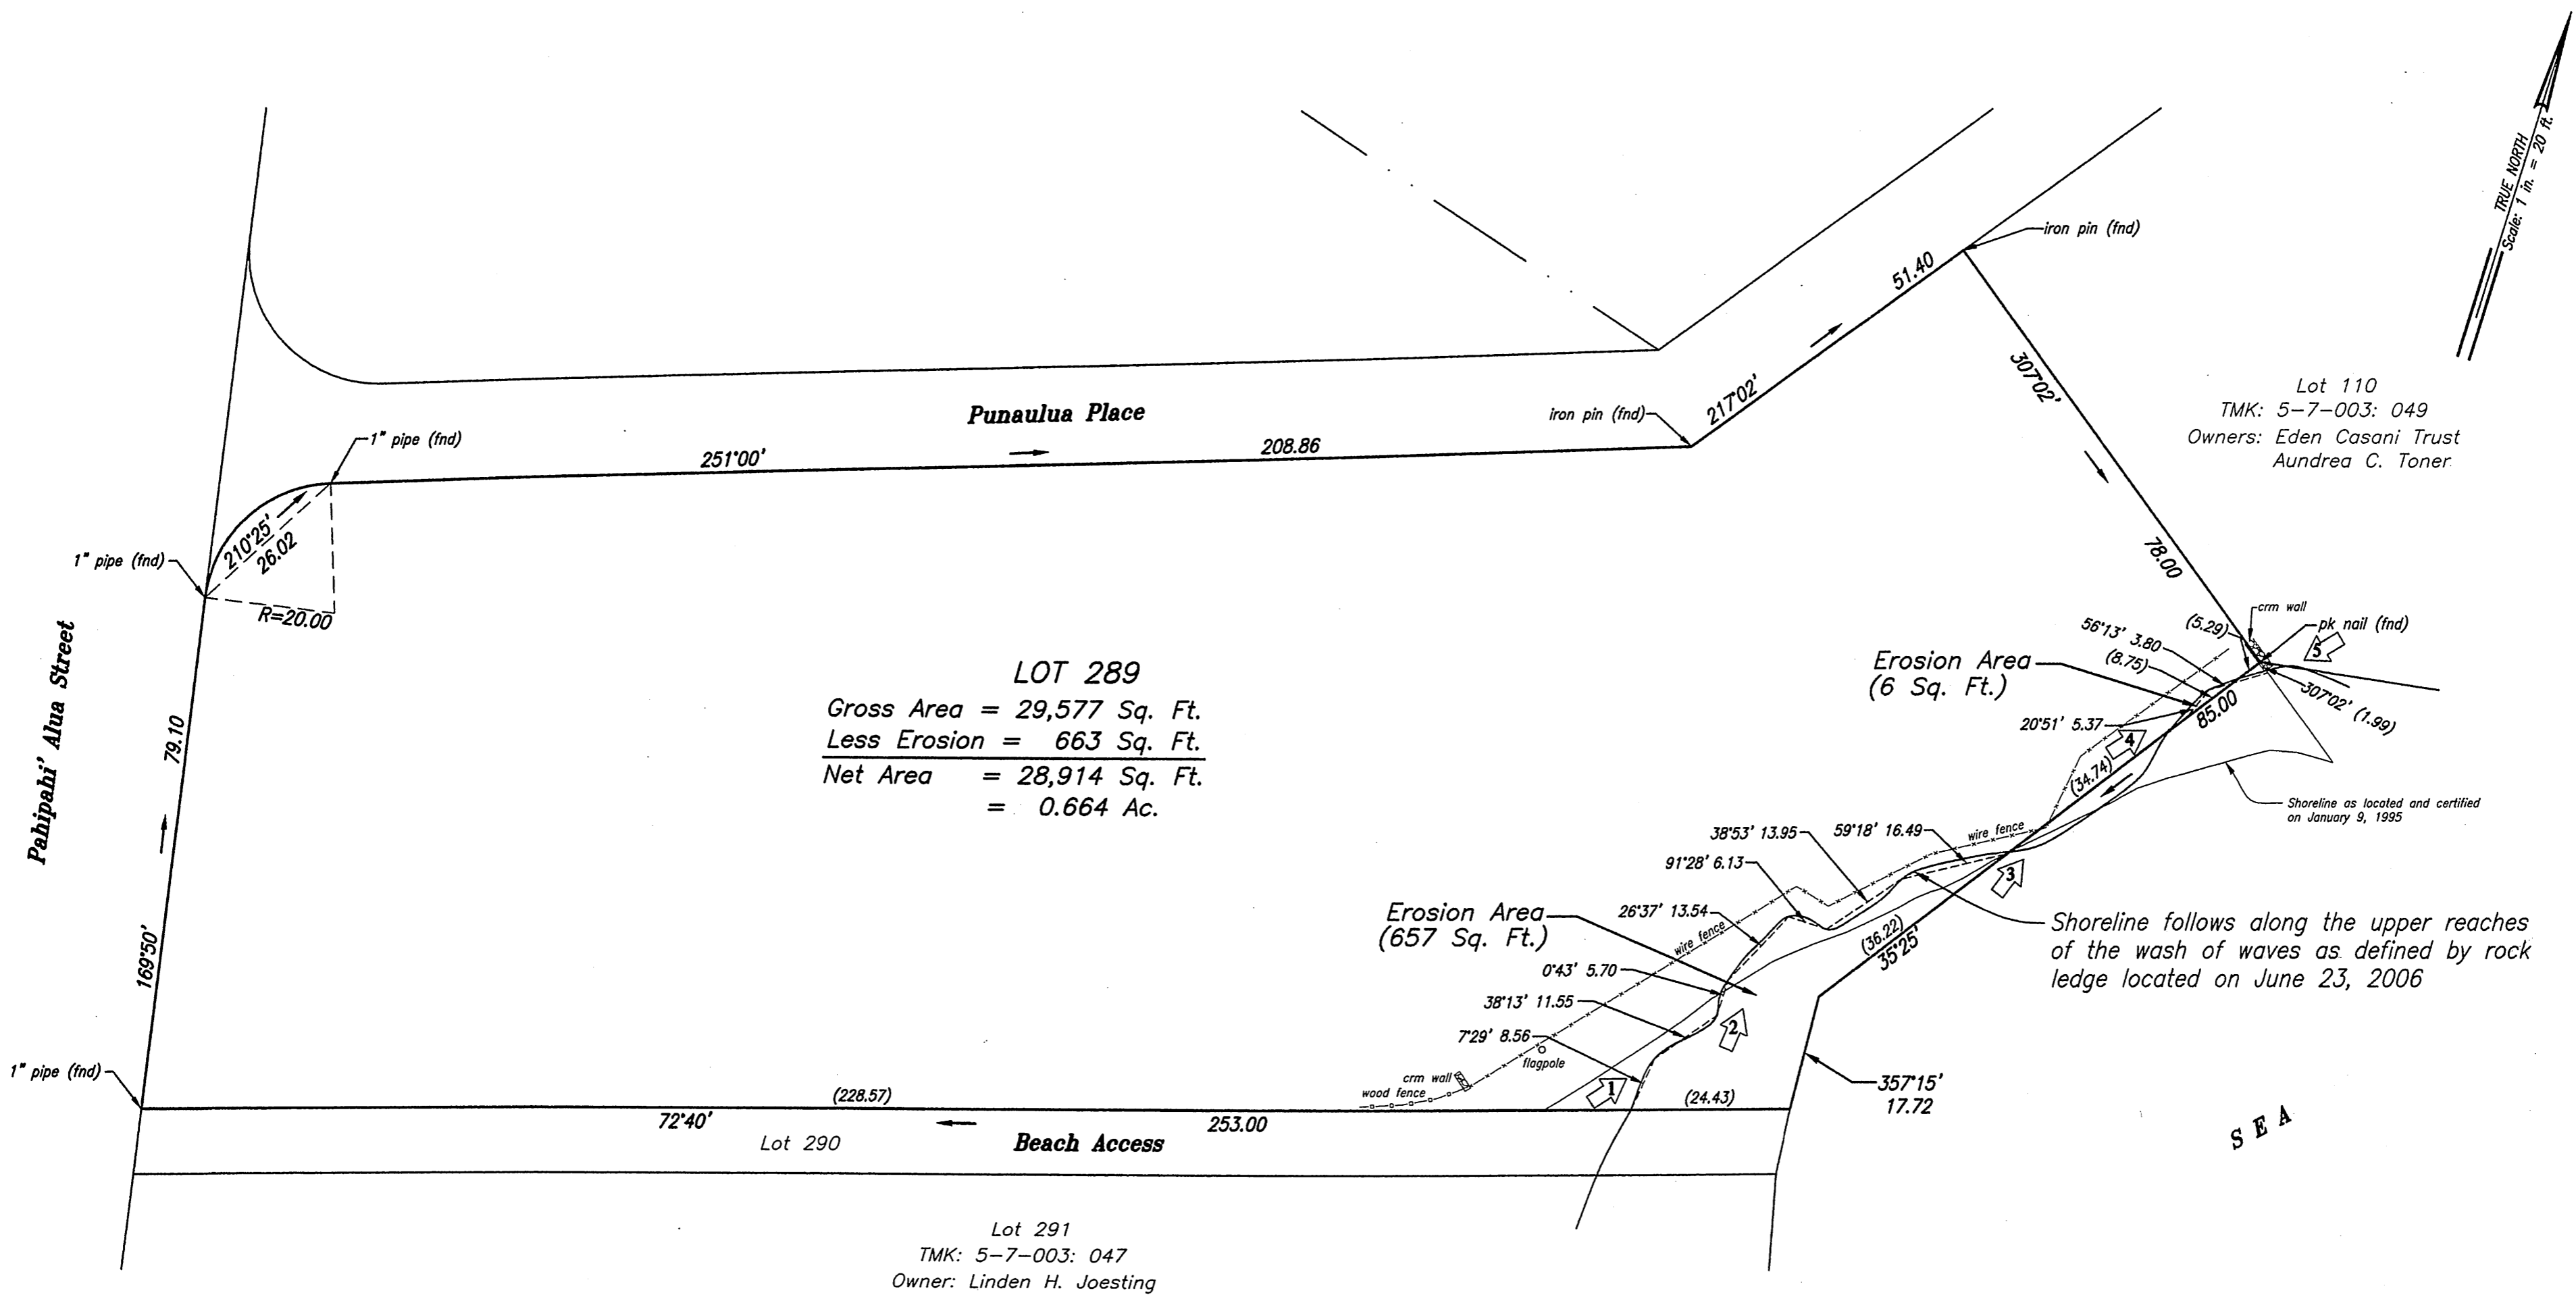 TRUE NORTH
Scale: 1 in. = 20 ft.
iron pin (fnd)
51.40
217°02'
307°02'
78.00
Lot 110
TMK: 5-7-003: 049
Owners: Eden Casani Trust
Aundrea C. Toner
Punaulua Place
iron pin (fnd)
1" pipe (fnd)
251°00'
208.86
210°25'
26.02
R=20.00
1" pipe (fnd)
Pahipahi' Alua Street
79.10
169°50'
1" pipe (fnd)
LOT 289
Gross Area = 29,577 Sq. Ft.
Less Erosion = 663 Sq. Ft.
Net Area = 28,914 Sq. Ft.
= 0.664 Ac.
crm wall
pk nail (fnd)
(5.29)
56°13' 3.80
(8.75)
5
Erosion Area
(6 Sq. Ft.)
307°02' (1.99)
85.00
20°51' 5.37
4
(34.74)
Shoreline as located and certified
on January 9, 1995
wire fence
38°53' 13.95
59°18' 16.49
91°28' 6.13
3
Erosion Area
(657 Sq. Ft.)
26°37' 13.54
wire fence
(36.22)
35°25'
Shoreline follows along the upper reaches
of the wash of waves as defined by rock
ledge located on June 23, 2006
0°43' 5.70
38°13' 11.55
2
7°29' 8.56
flagpole
crm wall
wood fence
1
357°15'
17.72
(228.57)
(24.43)
72°40'
253.00
Lot 290
Beach Access
SEA
Lot 291
TMK: 5-7-003: 047
Owner: Linden H. Joesting